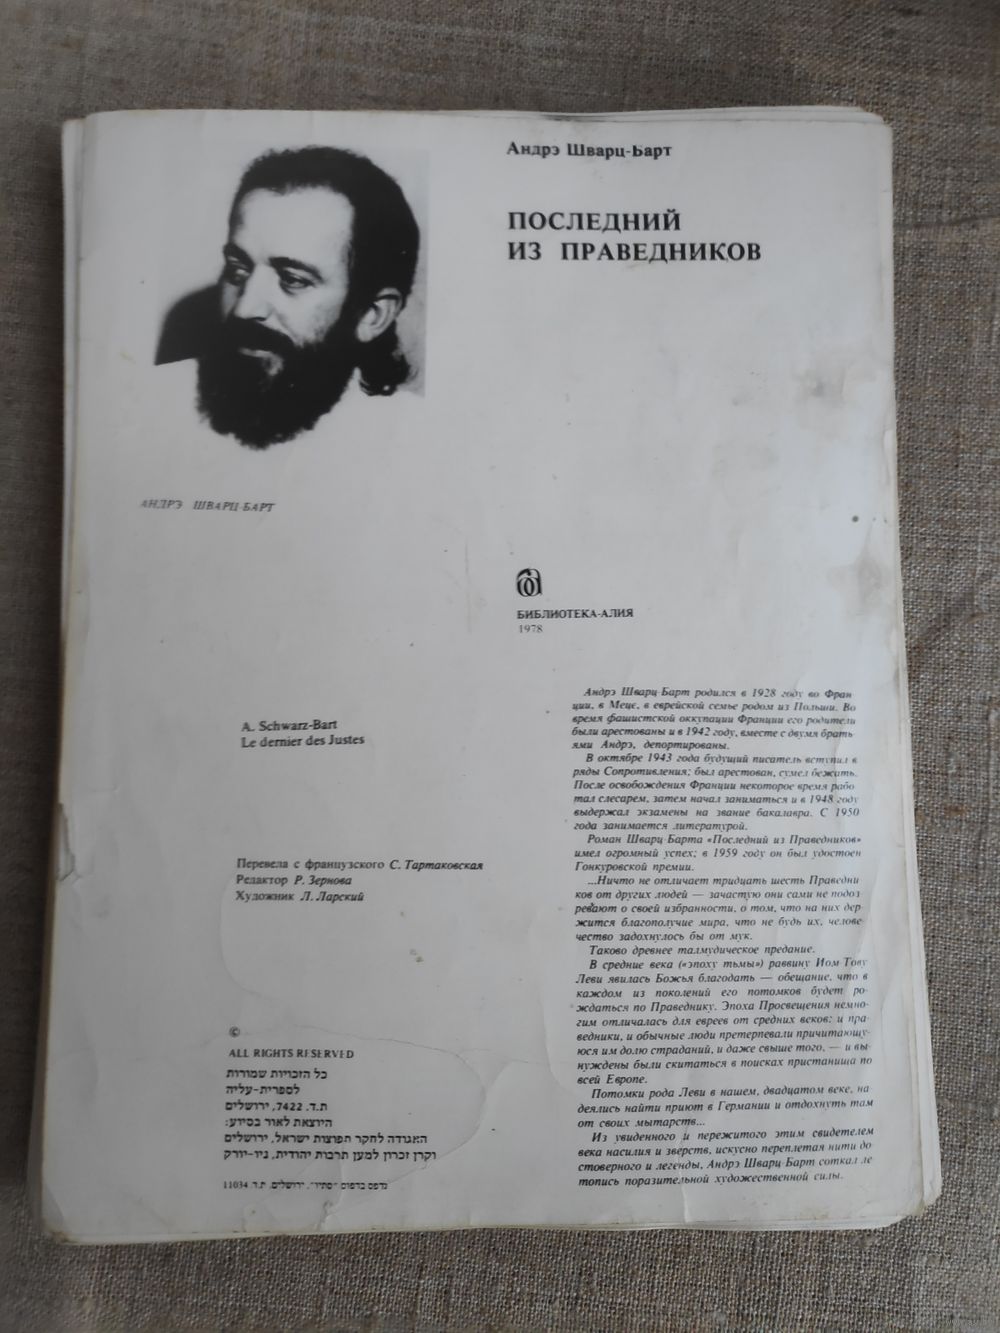 Андрэ Шварц-Барт
ПОСЛЕДНИЙ
ИЗ ПРАВЕДНИКОВ
АНДРЭ ШВАРЦ-БАРТ
БИБЛИОТЕКА-АЛИЯ
1978
A. Schwarz-Bart
Le dernier des Justes
Перевела с французского С. Тартаковская
Редактор Р. Зернова
Художник Л. Ларский
©
ALL RIGHTS RESERVED
כל הזכויות שמורות
לספרית-עליה
ת.ד. 7422, ירושלים
היוצאת לאור בסיוע:
האגודה לחקר תפוצות ישראל, ירושלים
וקרן זכרון למען תרבות יהודית, ניו-יורק
נדפס בדפוס "סתיו", ירושלים, ת.ד. 11034
Андрэ Шварц-Барт родился в 1928 году во Фран
ции, в Меце, в еврейской семье родом из Польши. Во
время фашистской оккупации Франции его родители
были арестованы и в 1942 году, вместе с двумя брать
ями Андрэ, депортированы.
В октябре 1943 года будущий писатель вступил в
ряды Сопротивления; был арестован, сумел бежать.
После освобождения Франции некоторое время рабо
тал слесарем, затем начал заниматься и в 1948 году
выдержал экзамены на звание бакалавра. С 1950
года занимается литературой.
Роман Шварц-Барта «Последний из Праведников»
имел огромный успех; в 1959 году он был удостоен
Гонкуровской премии.
...Ничто не отличает тридцать шесть Праведни
ков от других людей — зачастую они сами не подоз
ревают о своей избранности, о том, что на них дер
жится благополучие мира, что не будь их, челове-
чество задохнулось бы от мук.
Таково древнее талмудическое предание.
В средние века («эпоху тьмы») раввину Иом Тову
Леви явилась Божья благодать — обещание, что в
каждом из поколений его потомков будет ро-
ждаться по Праведнику. Эпоха Просвещения немно-
гим отличалась для евреев от средних веков: и пра-
ведники, и обычные люди претерпевали причитающу-
юся им долю страданий, и даже свыше того, — и вы-
нуждены были скитаться в поисках пристанища по
всей Европе.
Потомки рода Леви в нашем, двадцатом веке, на
деялись найти приют в Германии и отдохнуть там
от своих мытарств...
Из увиденного и пережитого этим свидетелем
века насилия и зверств, искусно переплетая нити до
стоверного и легенды, Андрэ Шварц-Барт соткал ле
топись поразительной художественной силы.